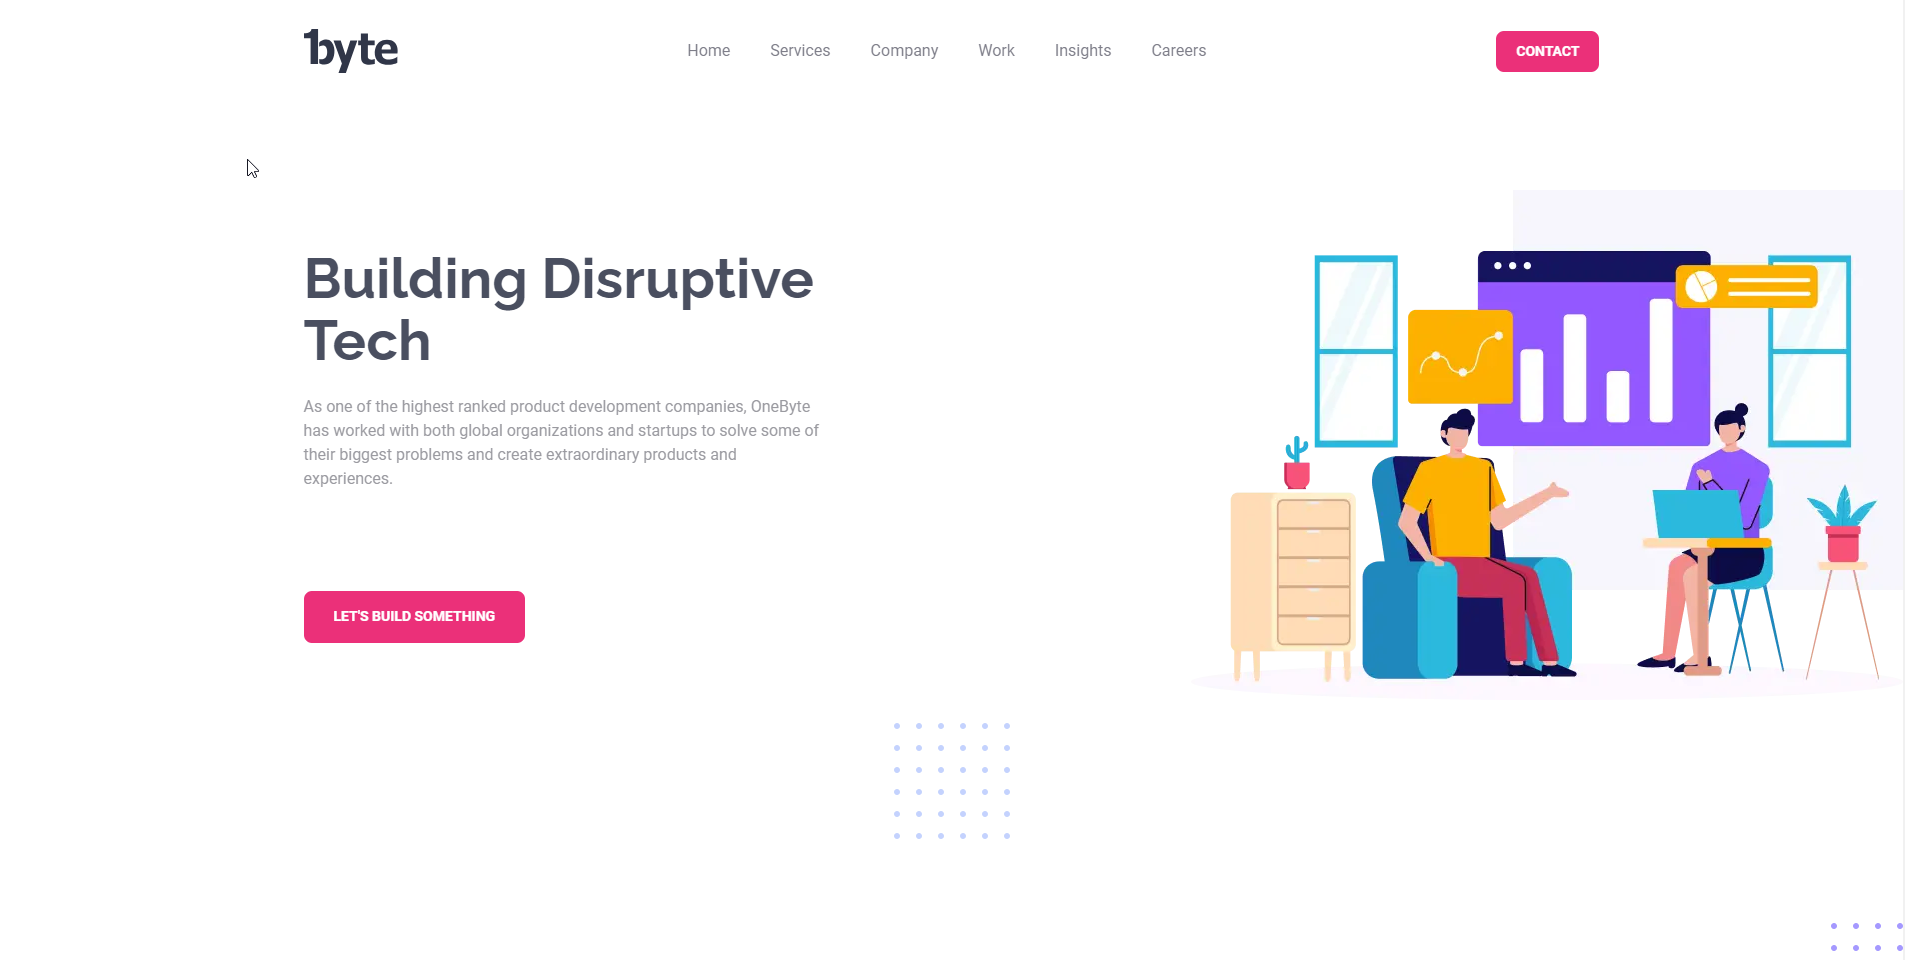 1byte
Home Services Company Work Insights Careers
CONTACT
Building Disruptive
Tech
As one of the highest ranked product development companies, OneByte
has worked with both global organizations and startups to solve some of
their biggest problems and create extraordinary products and
experiences.
LET'S BUILD SOMETHING